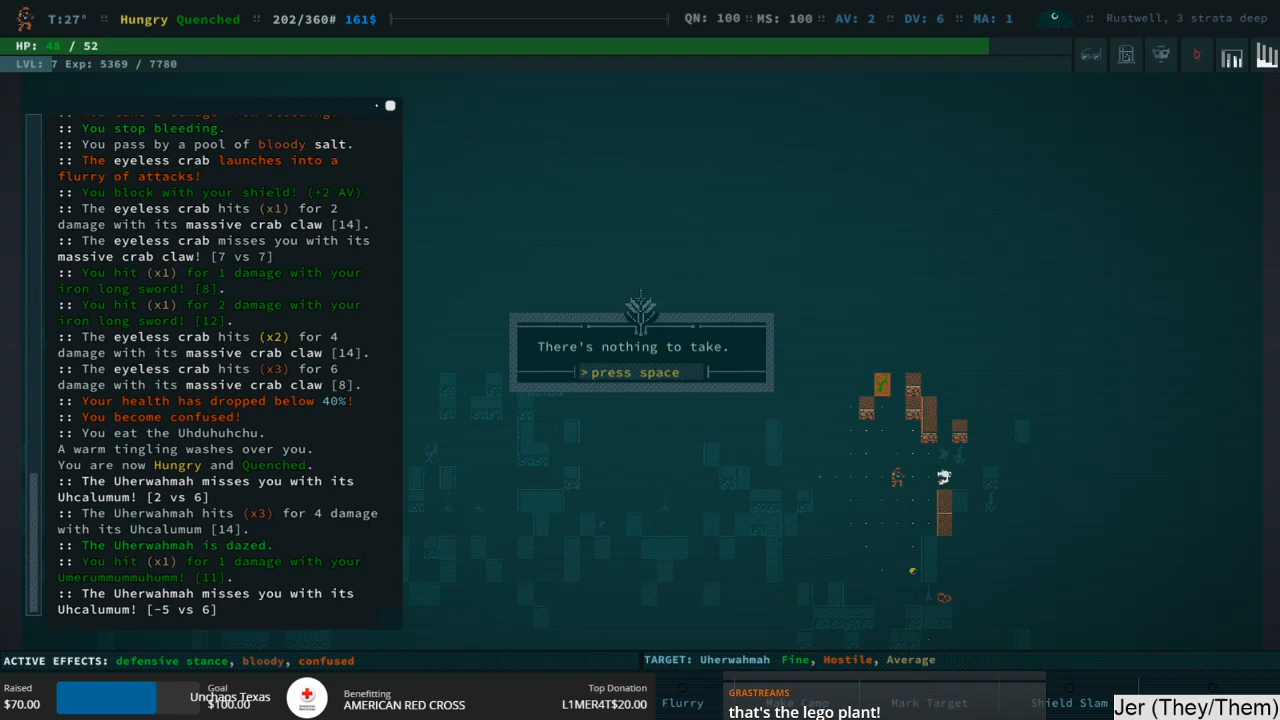 T:27° :: Hungry Quenched :: 202/360# 161$
QN: 100 :: MS: 100 :: AV: 2 :: DV: 6 :: MA: 1 :: Rustwell, 3 strata deep
HP: 48 / 52
LVL: 7 Exp: 5369 / 7780
:: You stop bleeding.
:: You pass by a pool of bloody salt.
:: The eyeless crab launches into a
flurry of attacks!
:: You block with your shield! (+2 AV)
:: The eyeless crab hits (x1) for 2
damage with its massive crab claw [14].
:: The eyeless crab misses you with its
massive crab claw! [7 vs 7]
:: You hit (x1) for 1 damage with your
iron long sword! [8].
:: You hit (x1) for 2 damage with your
iron long sword! [12].
:: The eyeless crab hits (x2) for 4
damage with its massive crab claw [14].
:: The eyeless crab hits (x3) for 6
damage with its massive crab claw [8].
:: Your health has dropped below 40%!
:: You become confused!
:: You eat the Uhduhuhchu.
A warm tingling washes over you.
You are now Hungry and Quenched.
:: The Uherwahmah misses you with its
Uhcalumum! [2 vs 6]
:: The Uherwahmah hits (x3) for 4 damage
with its Uhcalumum [14].
:: The Uherwahmah is dazed.
:: You hit (x1) for 1 damage with your
Umerummummuhumm! [11].
:: The Uherwahmah misses you with its
Uhcalumum! [-5 vs 6]
There's nothing to take.
> press space
ACTIVE EFFECTS: defensive stance, bloody, confused
TARGET: Uherwahmah Fine, Hostile, Average
Raised
$70.00
Goal
$100.00
Unchaos Texas
Benefitting
AMERICAN RED CROSS
Top Donation
L1MER4T$20.00
Flurry
Make Camp
Mark Target
Shield Slam
GRASTREAMS
that's the lego plant!
Jer (They/Them)